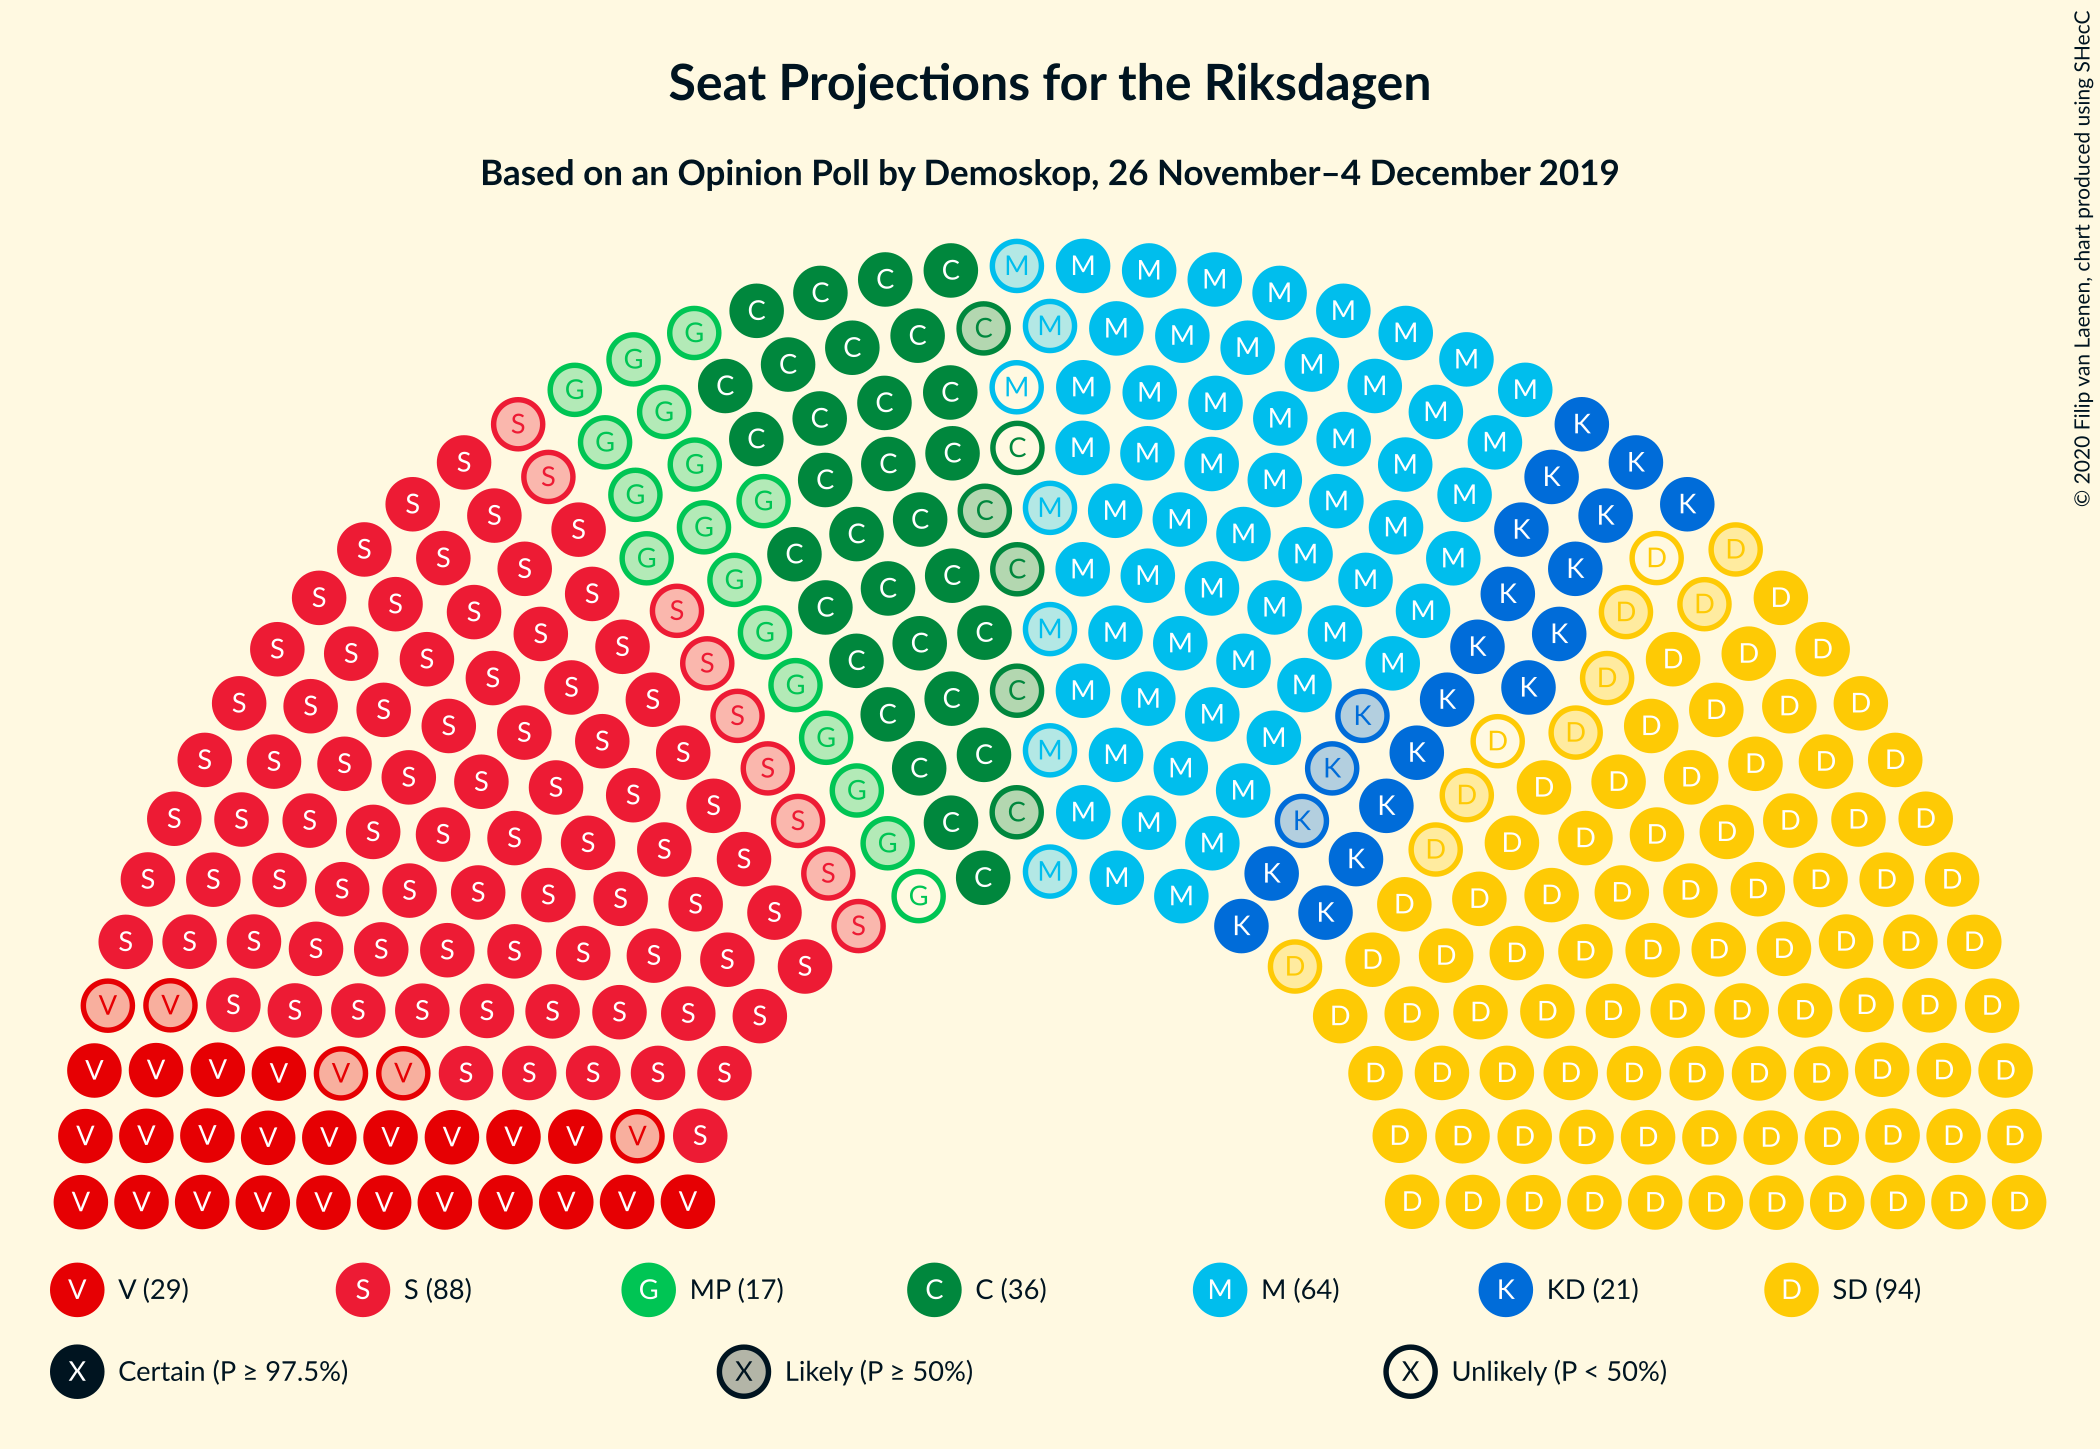 Seat Projections for the Riksdagen
Based on an Opinion Poll by Demoskop, 26 November–4 December 2019
© 2020 Filip van Laenen, chart produced using SHecC
V V (29) S S (88) G MP (17) C C (36) M M (64) K KD (21) D SD (94)
X Certain (P ≥ 97.5%) X Likely (P ≥ 50%) X Unlikely (P < 50%)